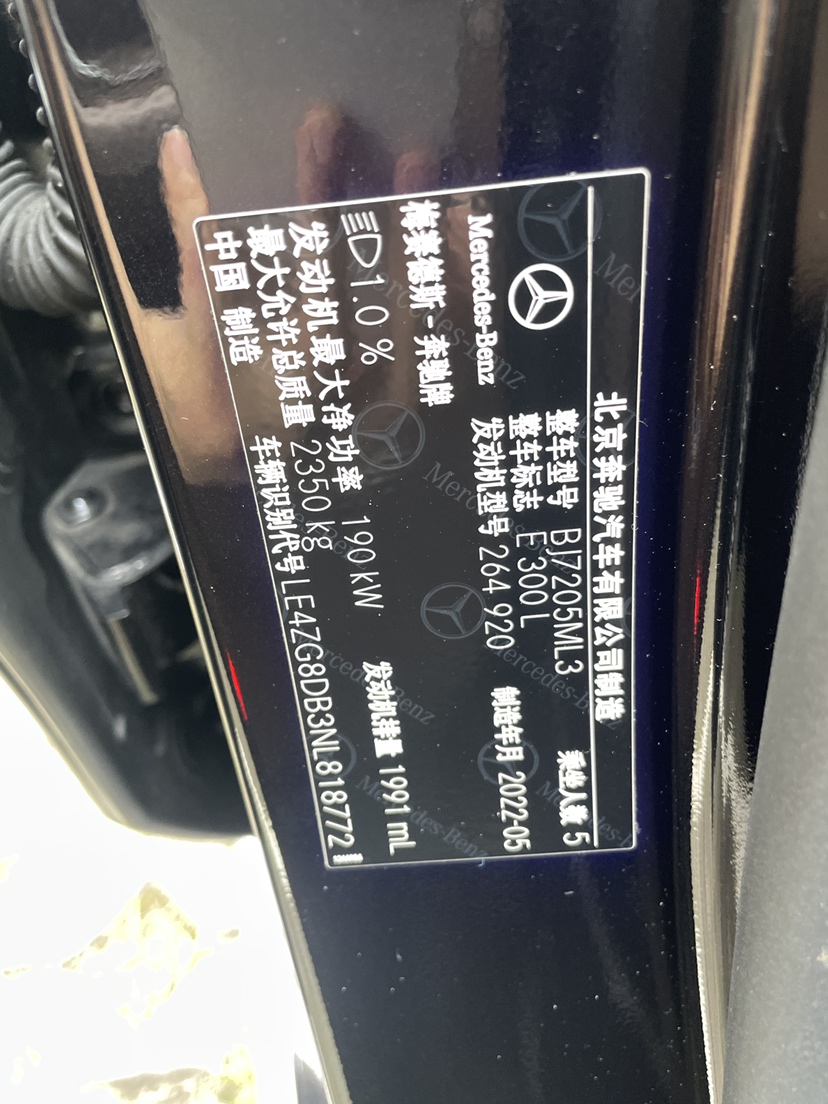 北京奔驰汽车有限公司制造
整车型号 BJ7205ML3 乘坐人数 5
整车标志 E 300 L
Mercedes-Benz 发动机型号 264 920 制造年月 2022-05
梅赛德斯-奔驰牌
1.0 %
发动机最大净功率 190 kW 发动机排量 1991 mL
最大允许总质量 2350 kg
中国 制造 车辆识别代号 LE4ZG8DB3NL818772